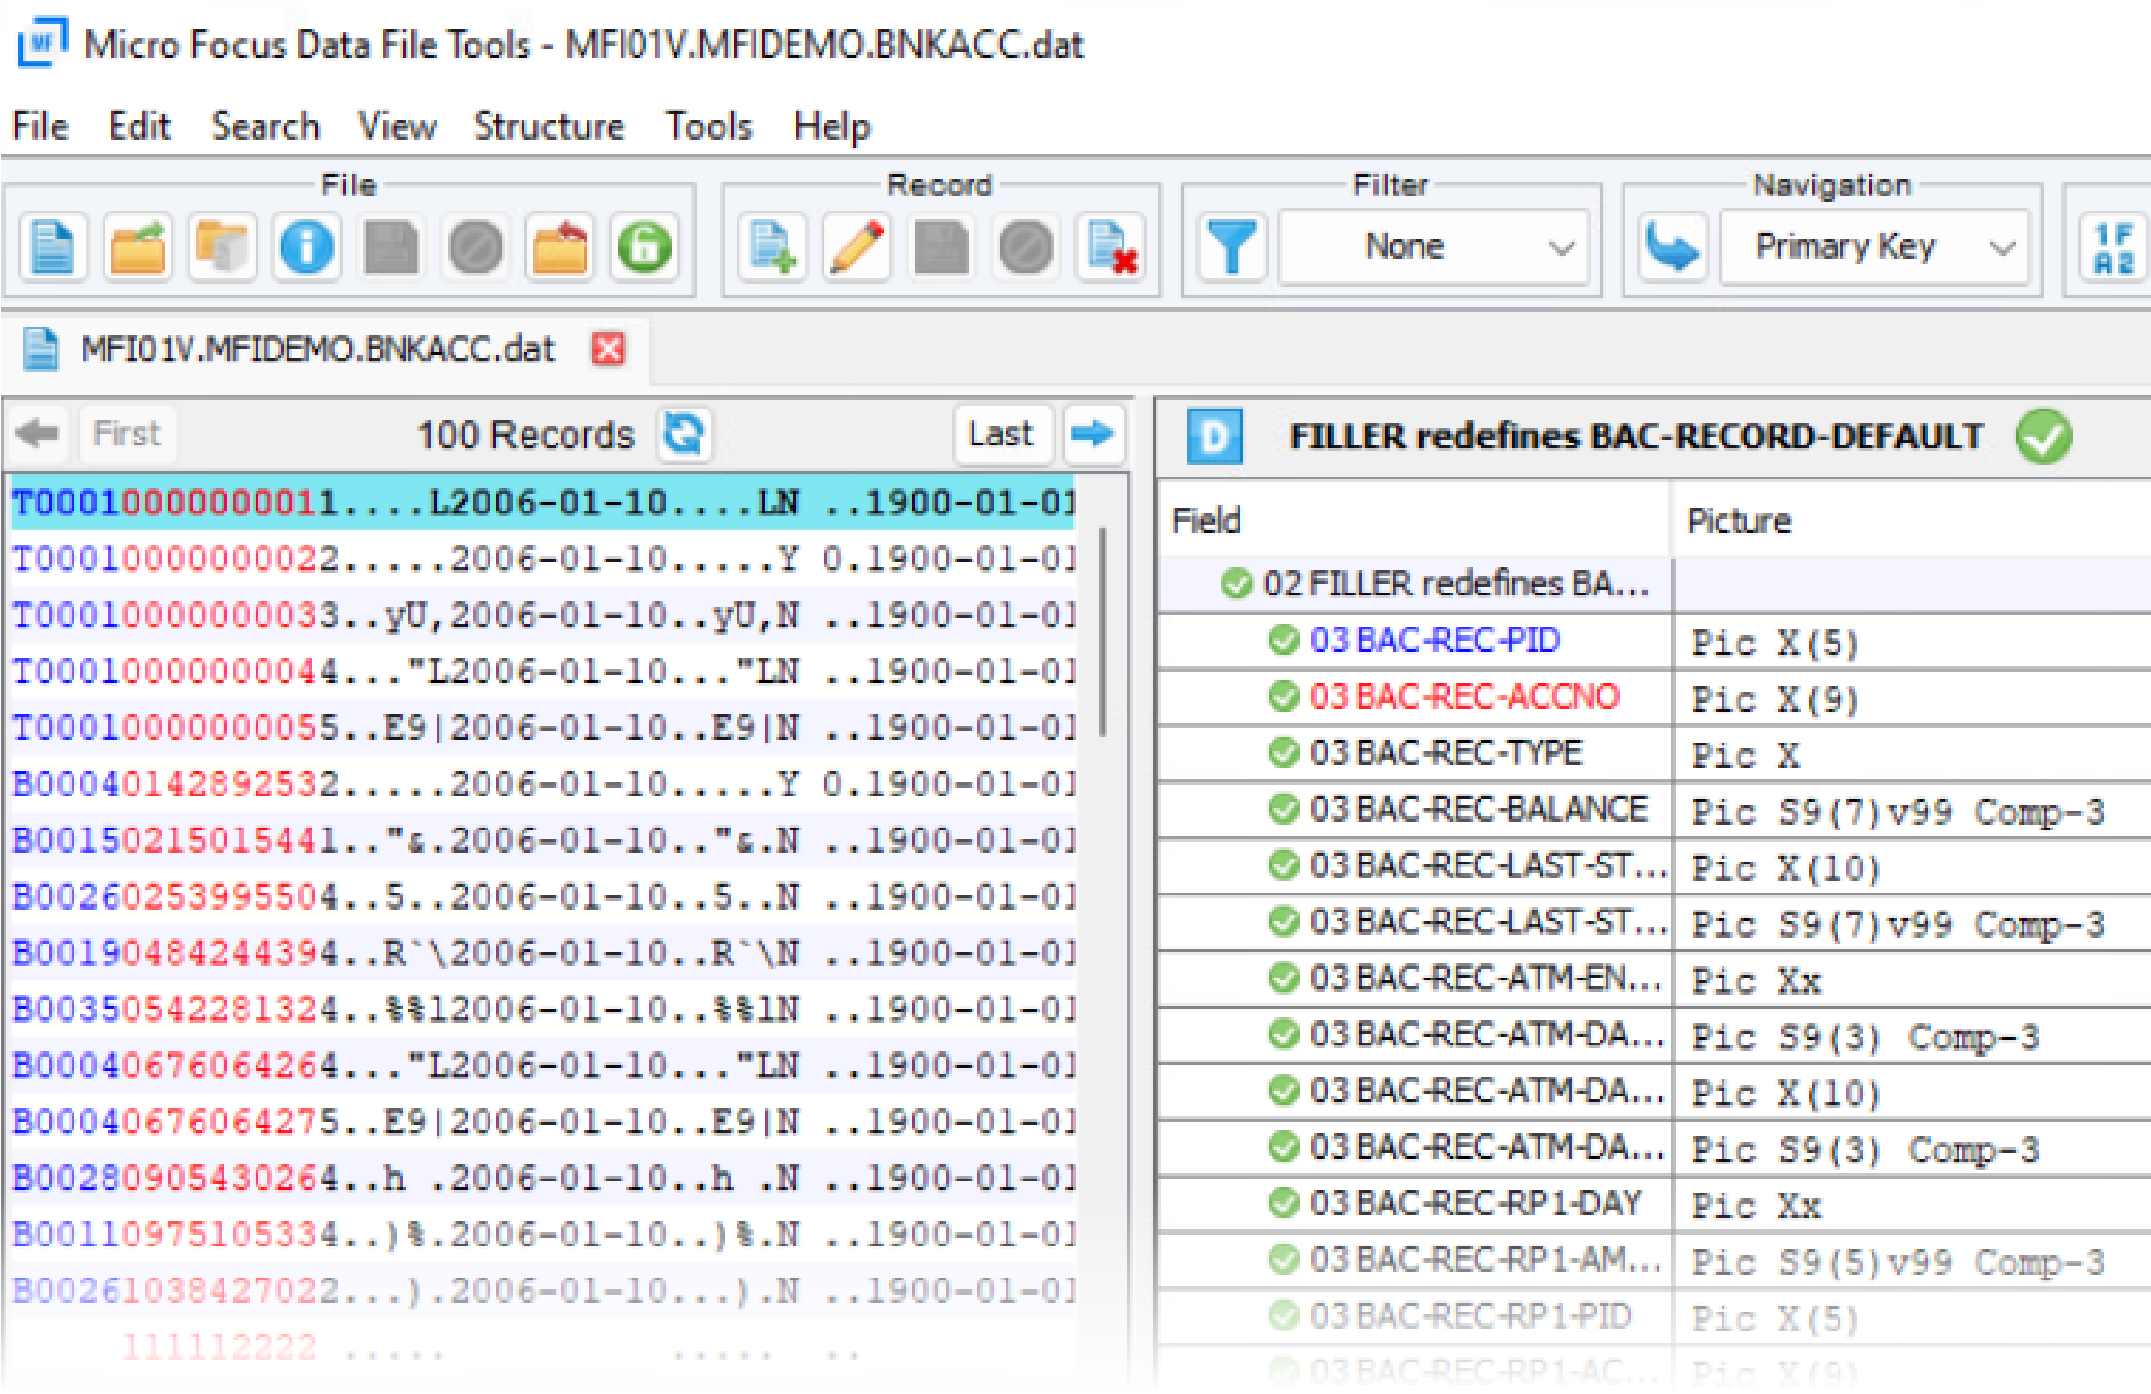 MF Micro Focus Data File Tools - MFI01V.MFIDEMO.BNKACC.dat
File Edit Search View Structure Tools Help
File Record Filter Navigation
None Primary Key 1F
A2
MFI01V.MFIDEMO.BNKACC.dat
First 100 Records Last
T00010000000011....L2006-01-10....LN ..1900-01-01
T00010000000022.....2006-01-10.....Y 0.1900-01-01
T00010000000033..yU,2006-01-10..yU,N ..1900-01-01
T00010000000044..."L2006-01-10..."LN ..1900-01-01
T00010000000055..E9|2006-01-10..E9|N ..1900-01-01
B00040142892532.....2006-01-10.....Y 0.1900-01-01
B00150215015441.."&.2006-01-10.."&.N ..1900-01-01
B00260253995504..5..2006-01-10..5..N ..1900-01-01
B00190484244394..R`\2006-01-10..R`\N ..1900-01-01
B00350542281324..%%l2006-01-10..%%lN ..1900-01-01
B00040676064264..."L2006-01-10..."LN ..1900-01-01
B00040676064275..E9|2006-01-10..E9|N ..1900-01-01
B00280905430264..h .2006-01-10..h .N ..1900-01-01
B00110975105334..)%.2006-01-10..)%.N ..1900-01-01
B00261038427022...).2006-01-10...).N ..1900-01-01
111112222 ..... ..... ..
D FILLER redefines BAC-RECORD-DEFAULT
Field Picture
02 FILLER redefines BA...
03 BAC-REC-PID Pic X(5)
03 BAC-REC-ACCNO Pic X(9)
03 BAC-REC-TYPE Pic X
03 BAC-REC-BALANCE Pic S9(7)v99 Comp-3
03 BAC-REC-LAST-ST... Pic X(10)
03 BAC-REC-LAST-ST... Pic S9(7)v99 Comp-3
03 BAC-REC-ATM-EN... Pic Xx
03 BAC-REC-ATM-DA... Pic S9(3) Comp-3
03 BAC-REC-ATM-DA... Pic X(10)
03 BAC-REC-ATM-DA... Pic S9(3) Comp-3
03 BAC-REC-RP1-DAY Pic Xx
03 BAC-REC-RP1-AM... Pic S9(5)v99 Comp-3
03 BAC-REC-RP1-PID Pic X(5)
03 BAC-REC-RP1-AC... Pic X(9)